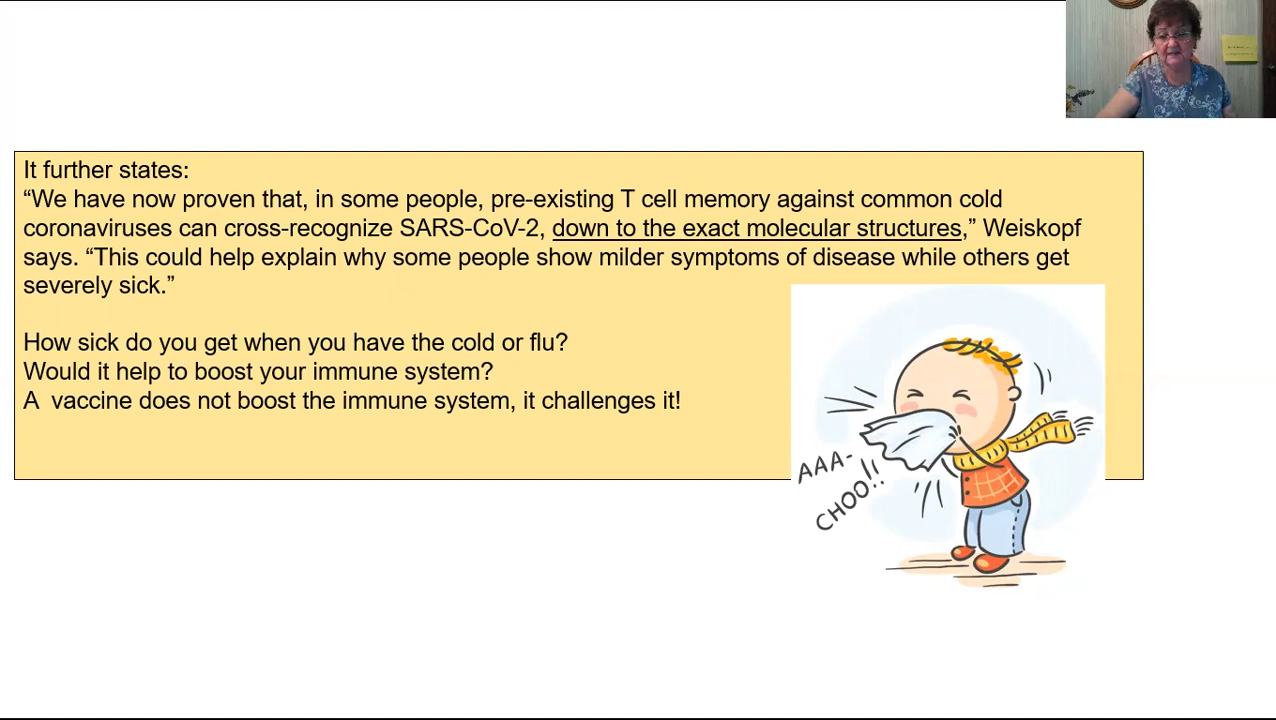 It further states:
“We have now proven that, in some people, pre-existing T cell memory against common cold
coronaviruses can cross-recognize SARS-CoV-2, down to the exact molecular structures,” Weiskopf
says. “This could help explain why some people show milder symptoms of disease while others get
severely sick.”
How sick do you get when you have the cold or flu?
Would it help to boost your immune system?
A  vaccine does not boost the immune system, it challenges it!
AAA-
CHOO!!